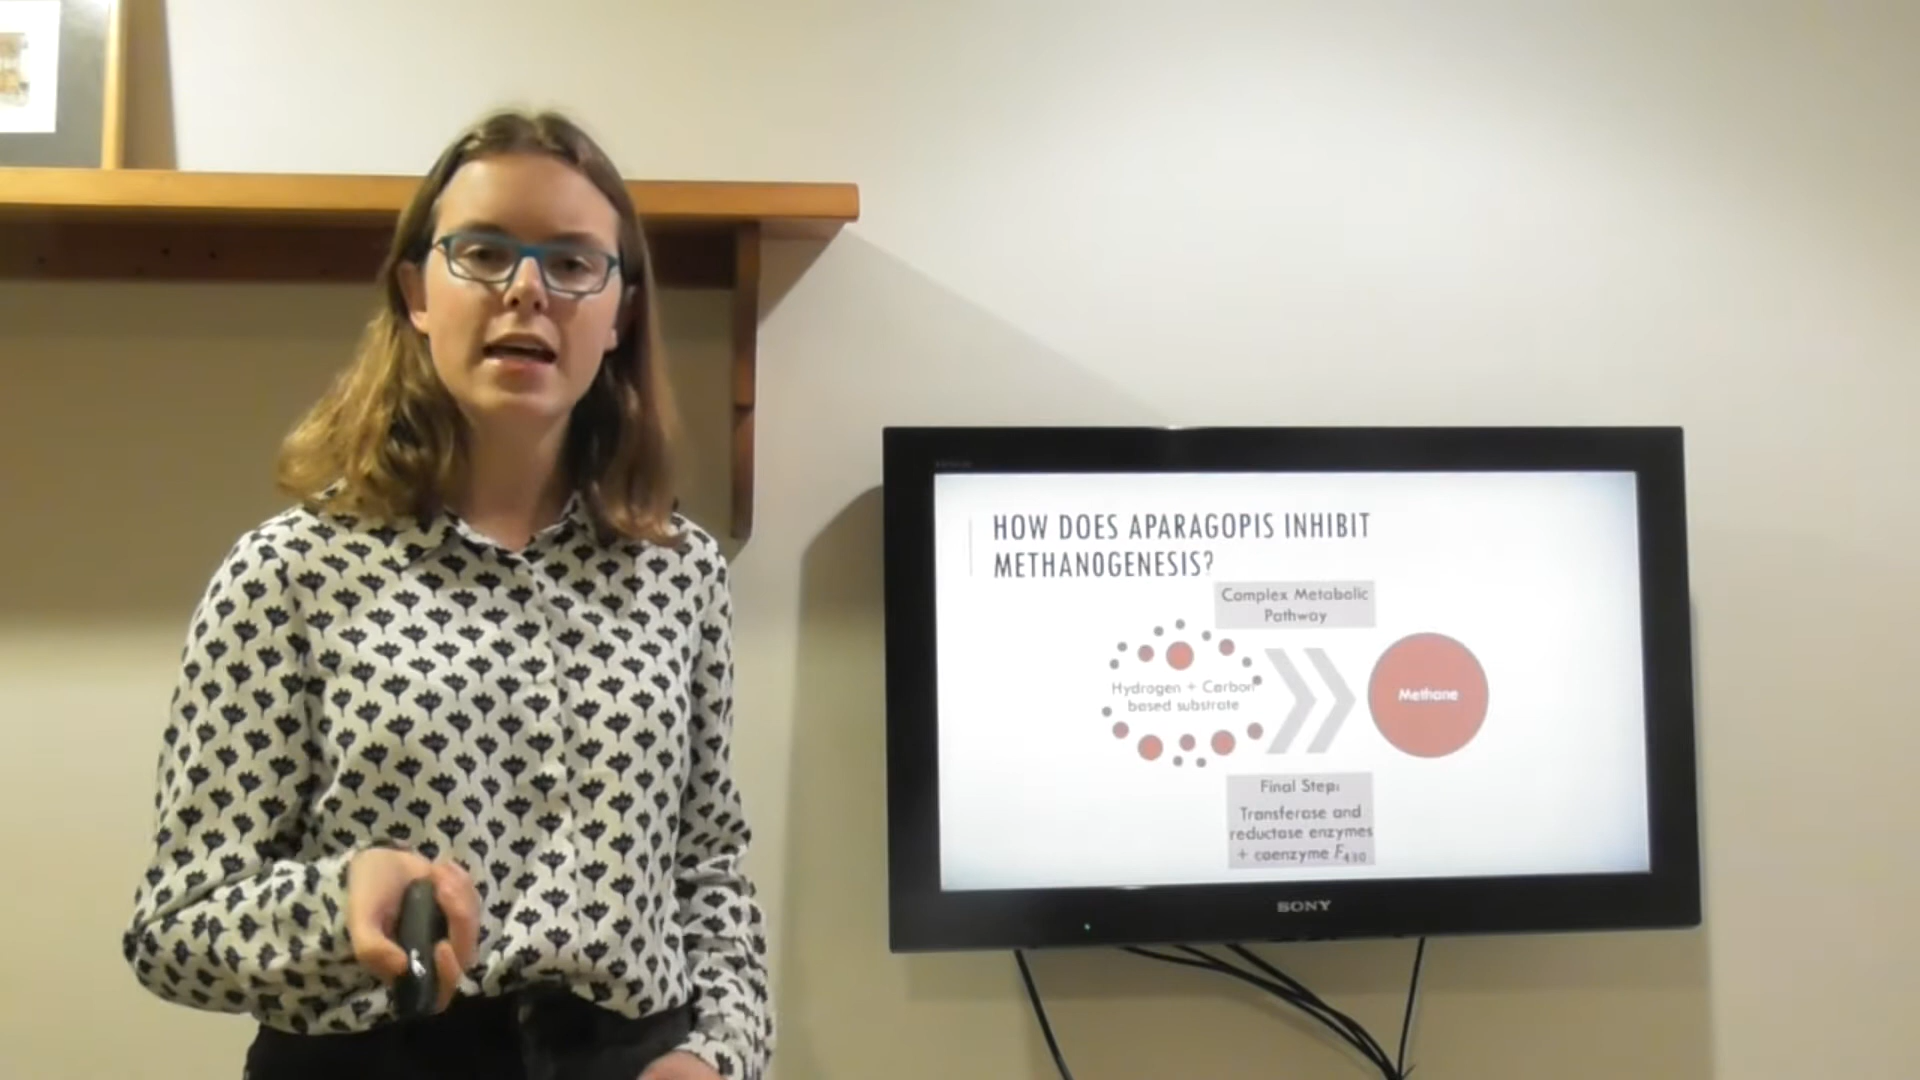 HOW DOES APARAGOPIS INHIBIT
METHANOGENESIS?
Complex Metabolic
Pathway
Hydrogen + Carbon
based substrate
Methane
Final Step:
Transferase and
reductase enzymes
+ coenzyme F430
SONY